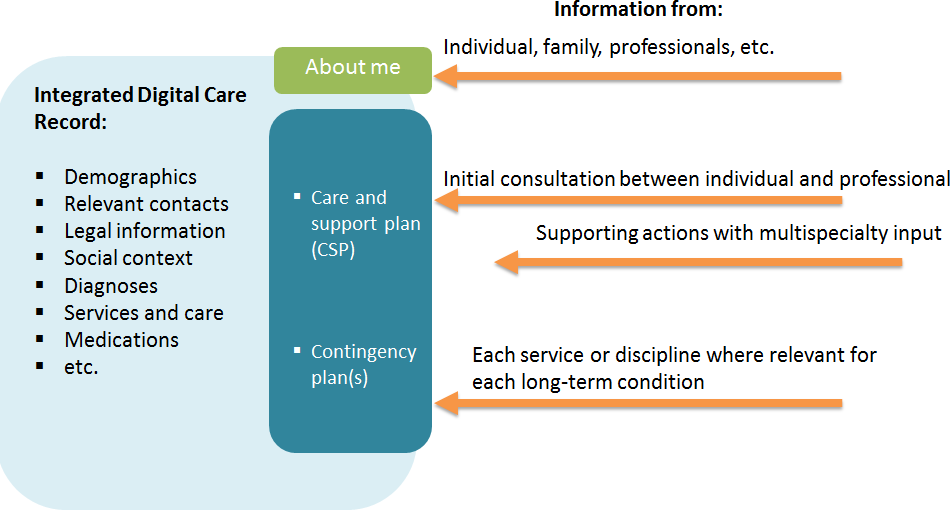 Information from:
Individual, family, professionals, etc.
About me
Integrated Digital Care
Record:
▪ Demographics
▪ Relevant contacts
▪ Legal information
▪ Social context
▪ Diagnoses
▪ Services and care
▪ Medications
▪ etc.
▪ Care and
support plan
(CSP)
▪ Contingency
plan(s)
Initial consultation between individual and professional
Supporting actions with multispecialty input
Each service or discipline where relevant for
each long-term condition